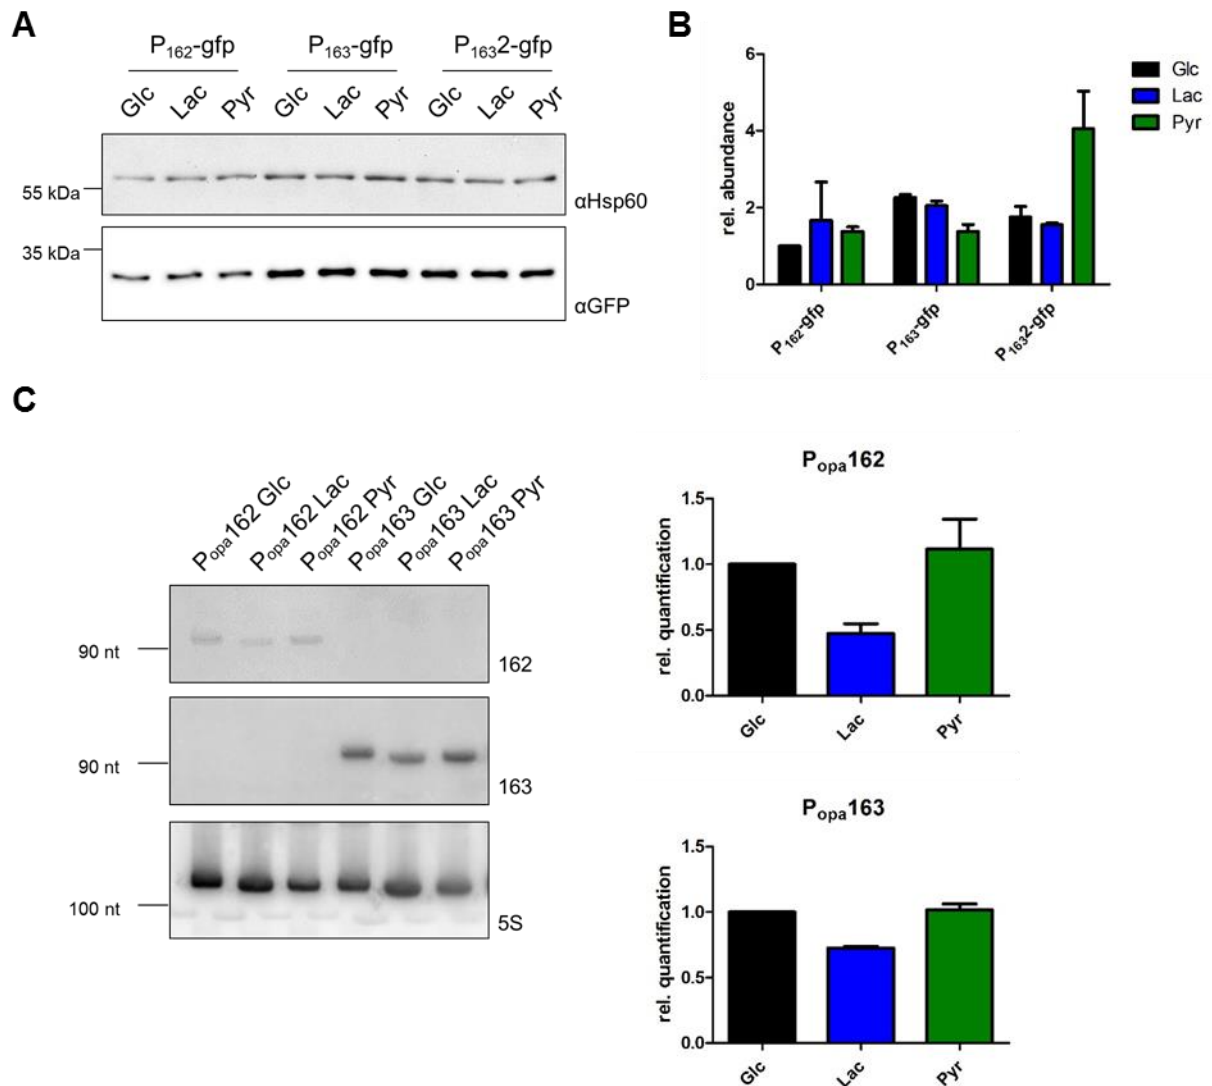 A
P₁₆₂-gfp P₁₆₃-gfp P₁₆₃2-gfp
Glc Lac Pyr Glc Lac Pyr Glc Lac Pyr
55 kDa
αHsp60
35 kDa
αGFP
B
6
4
2
0
rel. abundance
P₁₆₂-gfp P₁₆₃-gfp P₁₆₃2-gfp
Glc
Lac
Pyr
C
Pₒₚₐ162 Glc Pₒₚₐ162 Lac Pₒₚₐ162 Pyr Pₒₚₐ163 Glc Pₒₚₐ163 Lac Pₒₚₐ163 Pyr
90 nt
162
90 nt
163
100 nt
5S
Pₒₚₐ162
1.5
1.0
0.5
0.0
rel. quantification
Glc Lac Pyr
Pₒₚₐ163
1.5
1.0
0.5
0.0
rel. quantification
Glc Lac Pyr